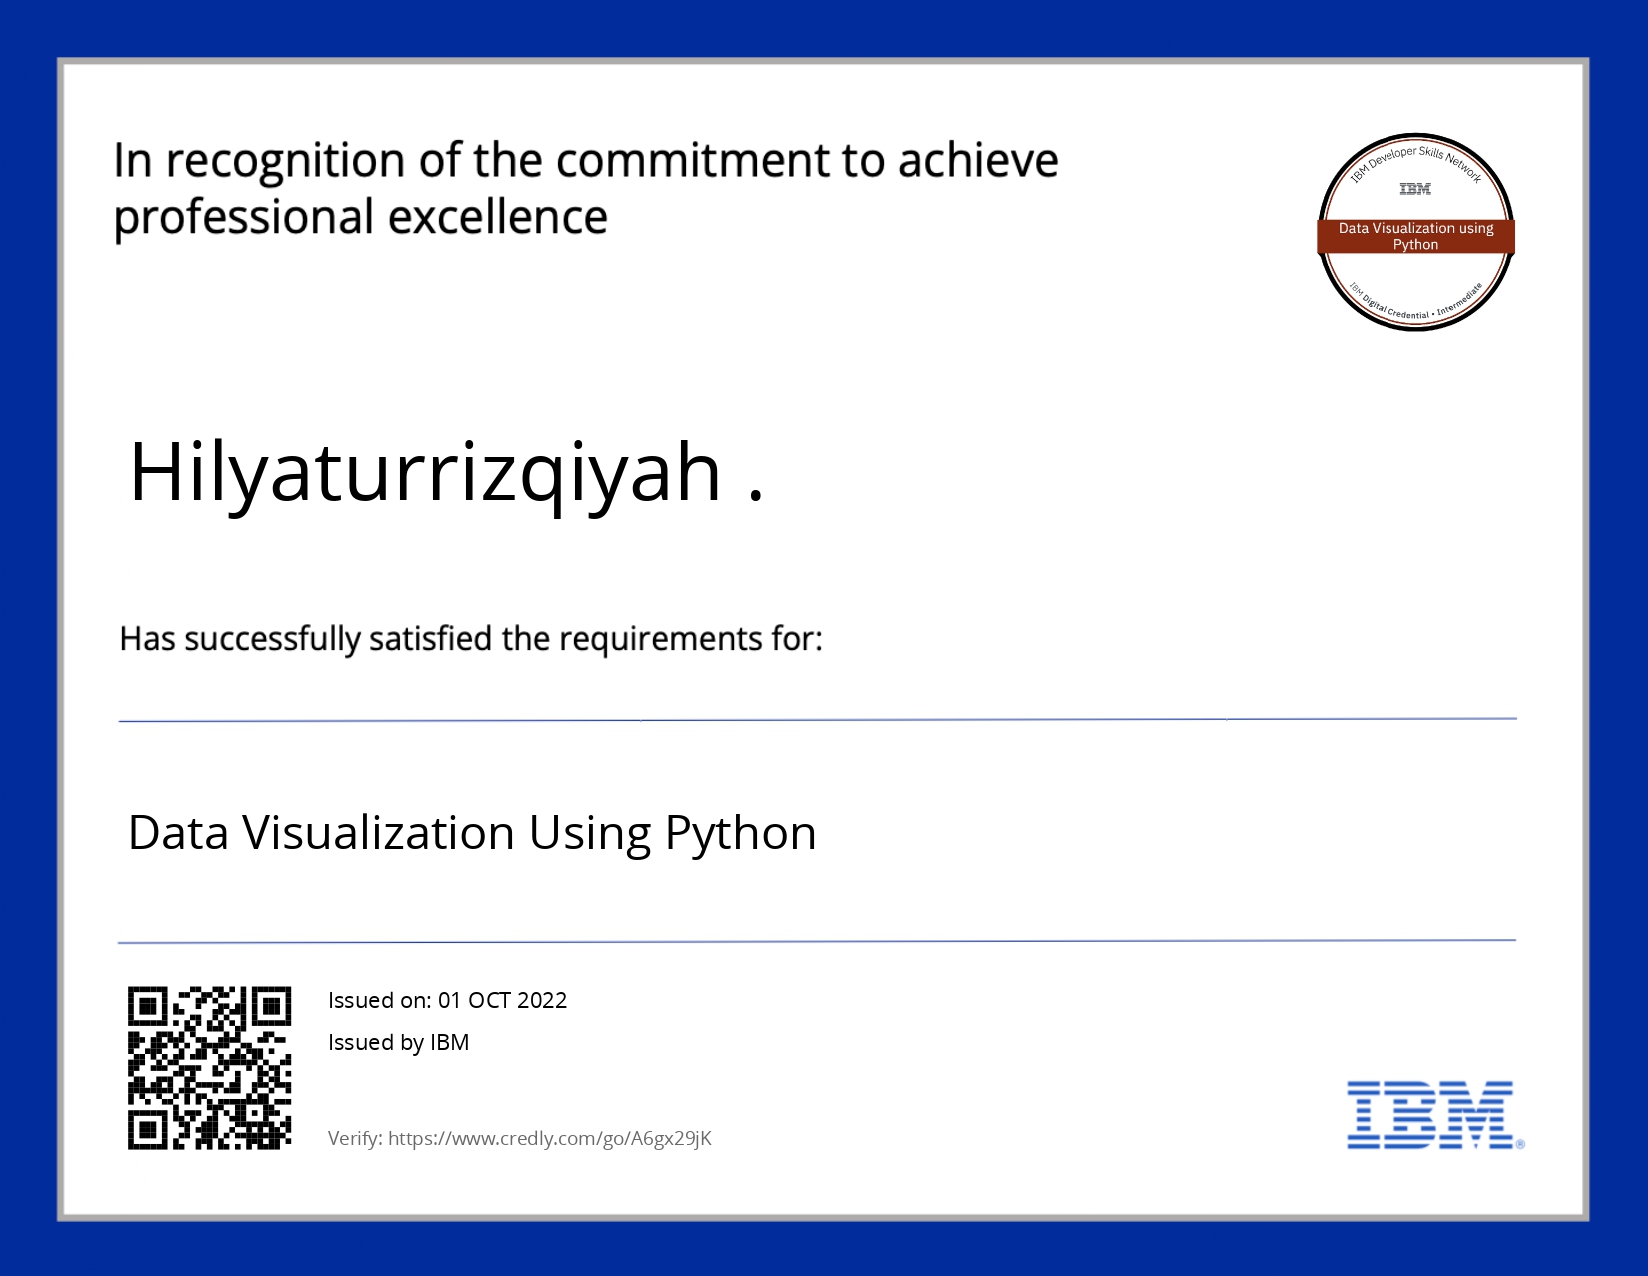 In recognition of the commitment to achieve
professional excellence
IBM Developer Skills Network
IBM
Data Visualization using
Python
IBM Digital Credential • Intermediate
Hilyaturrizqiyah .
Has successfully satisfied the requirements for:
Data Visualization Using Python
Issued on: 01 OCT 2022
Issued by IBM
Verify: https://www.credly.com/go/A6gx29jK
IBM®